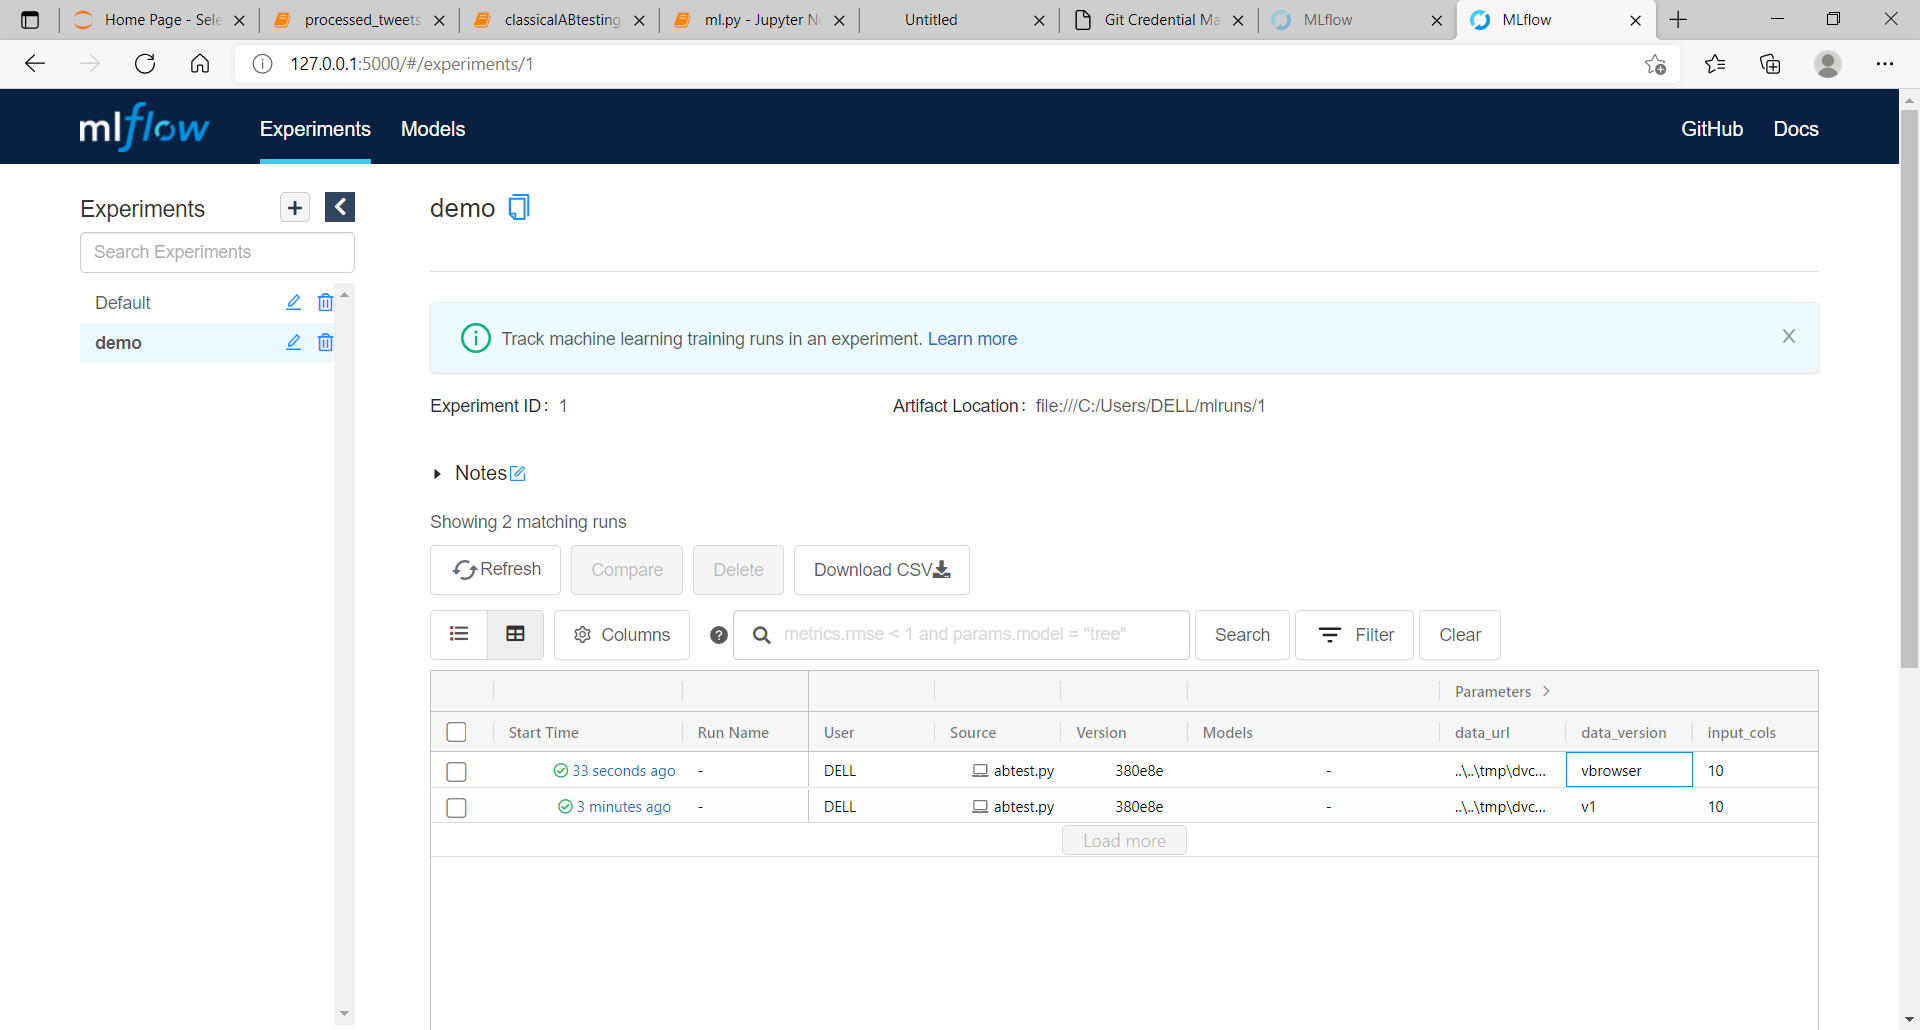 Home Page - Sele
processed_tweets
classicalABtesting
ml.py - Jupyter No
Untitled
Git Credential Ma
MLflow
MLflow
127.0.0.1:5000/#/experiments/1
mlflow
Experiments
Models
GitHub
Docs
Experiments
Search Experiments
Default
demo
demo
Track machine learning training runs in an experiment. Learn more
Experiment ID: 1
Artifact Location: file:///C:/Users/DELL/mlruns/1
Notes
Showing 2 matching runs
Refresh
Compare
Delete
Download CSV
Columns
metrics.rmse < 1 and params.model = "tree"
Search
Filter
Clear
Parameters >
Start Time Run Name User Source Version Models data_url data_version input_cols
33 seconds ago - DELL abtest.py 380e8e - ..\..\tmp\dvc... vbrowser 10
3 minutes ago - DELL abtest.py 380e8e - ..\..\tmp\dvc... v1 10
Load more